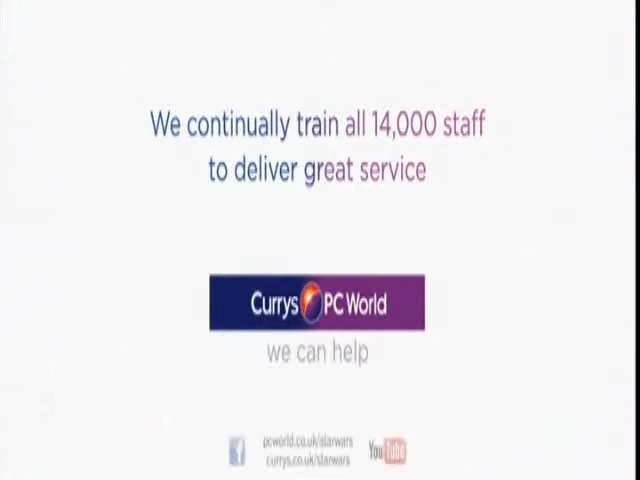 We continually train all 14,000 staff
to deliver great service
Currys PC World
we can help
pcworld.co.uk/starwars
currys.co.uk/starwars
YouTube